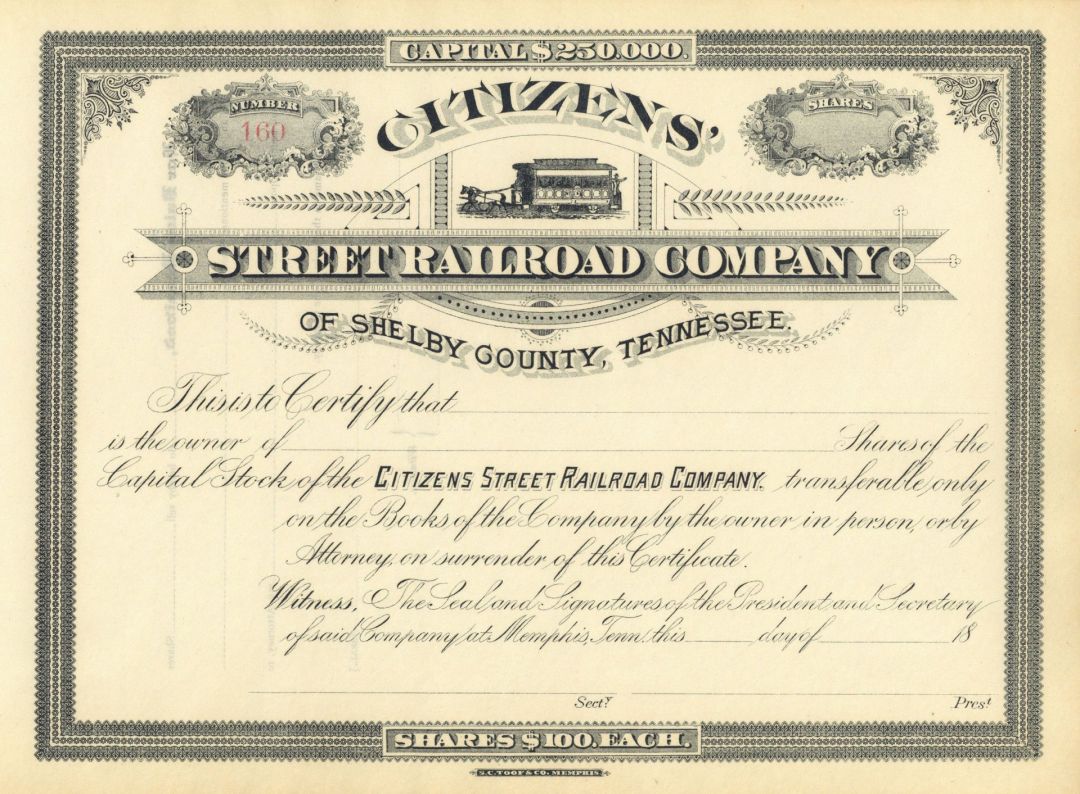 CAPITAL $250.000.
NUMBER
160
SHARES
CITIZENS'
STREET RAILROAD COMPANY
OF SHELBY COUNTY, TENNESSEE.
This is to Certify that
is the owner of Shares of the
Capital Stock of the CITIZENS STREET RAILROAD COMPANY. transferable only
on the Books of the Company by the owner in person, or by
Attorney, on surrender of this Certificate.
Witness, The Seal and Signatures of the President and Secretary
of said Company at Memphis, Tenn. this day of 18
Secty Prest
SHARES $100. EACH.
S.C. TOOF & CO. MEMPHIS